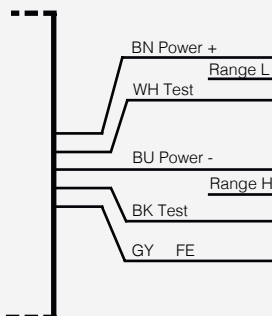 BN Power +
Range L
WH Test
BU Power -
Range H
BK Test
GY FE